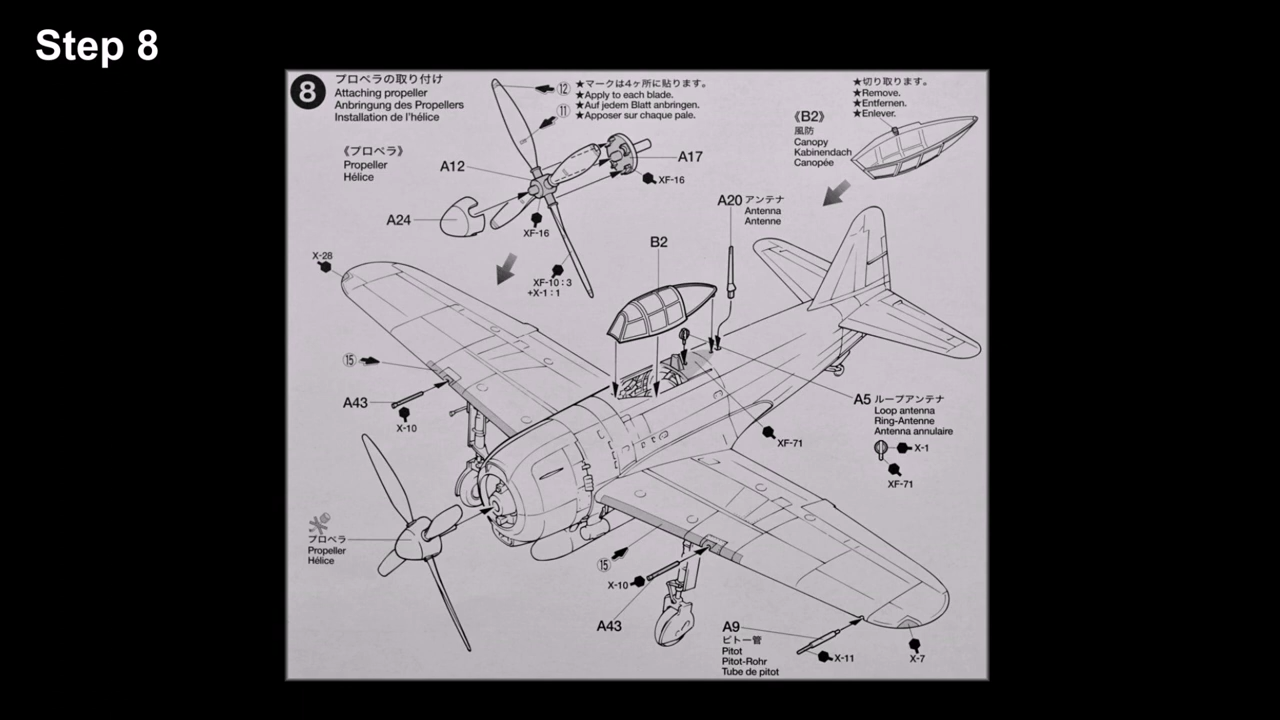 Step 8
8
プロペラの取り付け
Attaching propeller
Anbringung des Propellers
Installation de l'hélice
⑫
⑪
★マークは4ヶ所に貼ります。
★Apply to each blade.
★Auf jedem Blatt anbringen.
★Apposer sur chaque pale.
★切り取ります。
★Remove.
★Entfernen.
★Enlever.
《B2》
風防
Canopy
Kabinendach
Canopée
《プロペラ》
Propeller
Hélice
A12
A17
XF-16
A24
XF-16
XF-10:3
+X-1:1
A20 アンテナ
Antenna
Antenne
B2
X-28
⑮
A43
X-10
A5 ループアンテナ
Loop antenna
Ring-Antenne
Antenna annulaire
X-1
XF-71
XF-71
プロペラ
Propeller
Hélice
⑮
X-10
A43
A9
ピトー管
Pitot
Pitot-Rohr
Tube de pitot
X-11
X-7